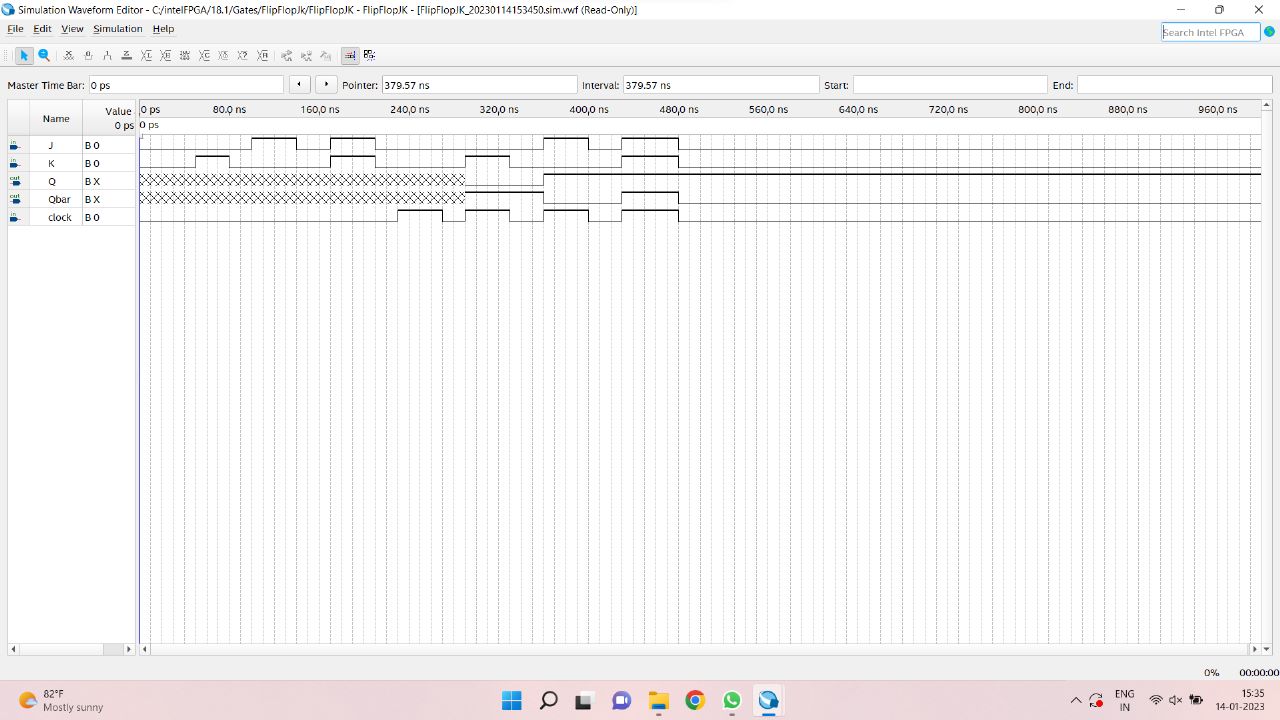 Simulation Waveform Editor - C:/intelFPGA/18.1/Gates/FlipFlopJk/FlipFlopJK - FlipFlopJK - [FlipFlopJK_20230114153450.sim.vwf (Read-Only)]
File Edit View Simulation Help
Search Intel FPGA
Master Time Bar: 0 ps Pointer: 379.57 ns Interval: 379.57 ns Start: End:
Name Value 0 ps
0 ps 80,0 ns 160,0 ns 240,0 ns 320,0 ns 400,0 ns 480,0 ns 560,0 ns 640,0 ns 720,0 ns 800,0 ns 880,0 ns 960,0 ns
0 ps
in J B 0
in K B 0
out Q B X
out Qbar B X
in clock B 0
0% 00:00:00
82°F
Mostly sunny
ENG
IN
15:35
14-01-2023